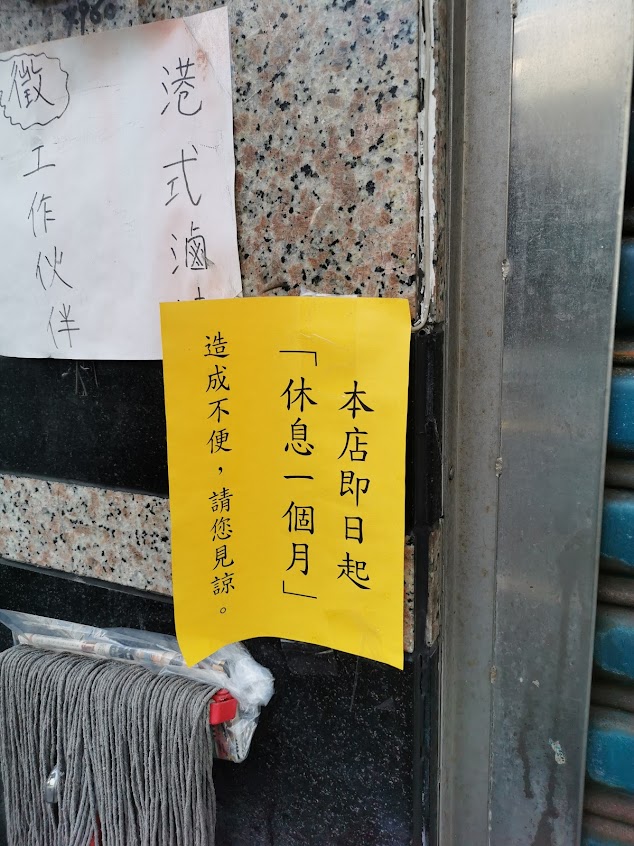 港式滷
徵
工作伙伴
本店即日起
「休息一個月」
造成不便，請您見諒。